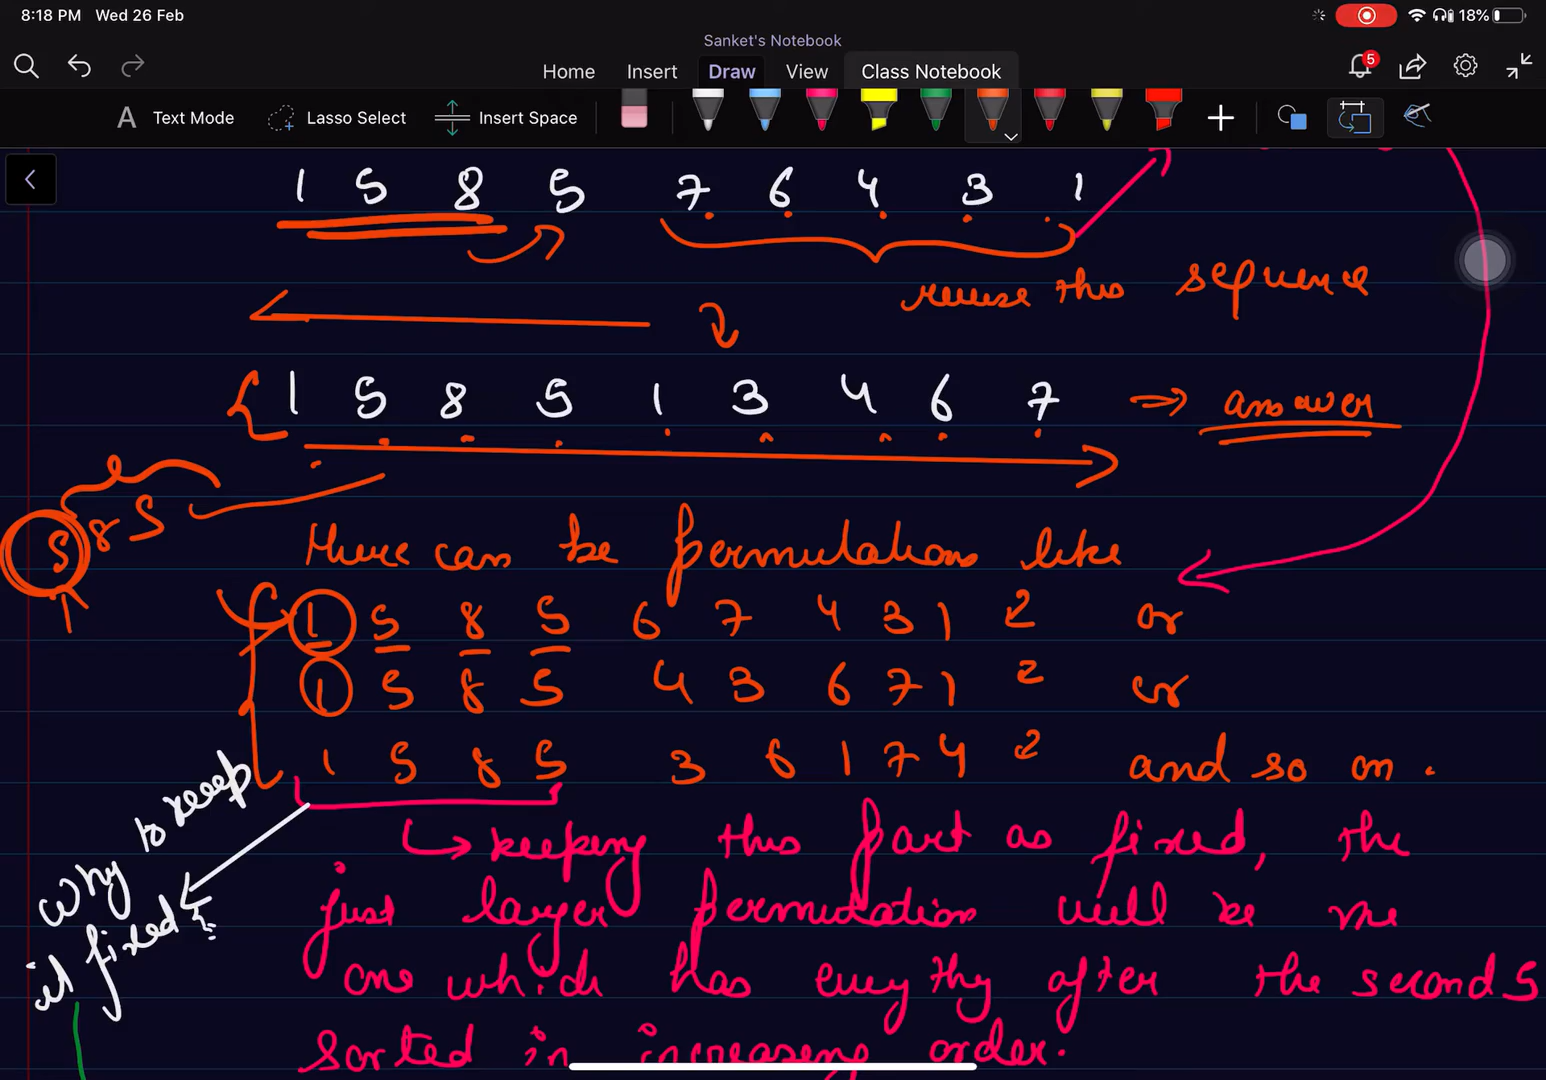 8:18 PM Wed 26 Feb 18%
Sanket's Notebook
Home Insert Draw View Class Notebook 5
Text Mode Lasso Select Insert Space
1 5 8 5 7 6 4 3 1
reverse this sequence
1 5 8 5 1 3 4 6 7 ⇒ answer
5 8 5
there can be permutations like
1 5 8 5 6 7 4 3 1 2 or
1 5 8 5 4 3 6 7 1 2 or
1 5 8 5 3 6 1 7 4 2 and so on.
why to keep
it fixed?
↳ keeping this part as fixed, the
just larger permutation will be the
one which has every thy after the second 5
sorted in increasing order.